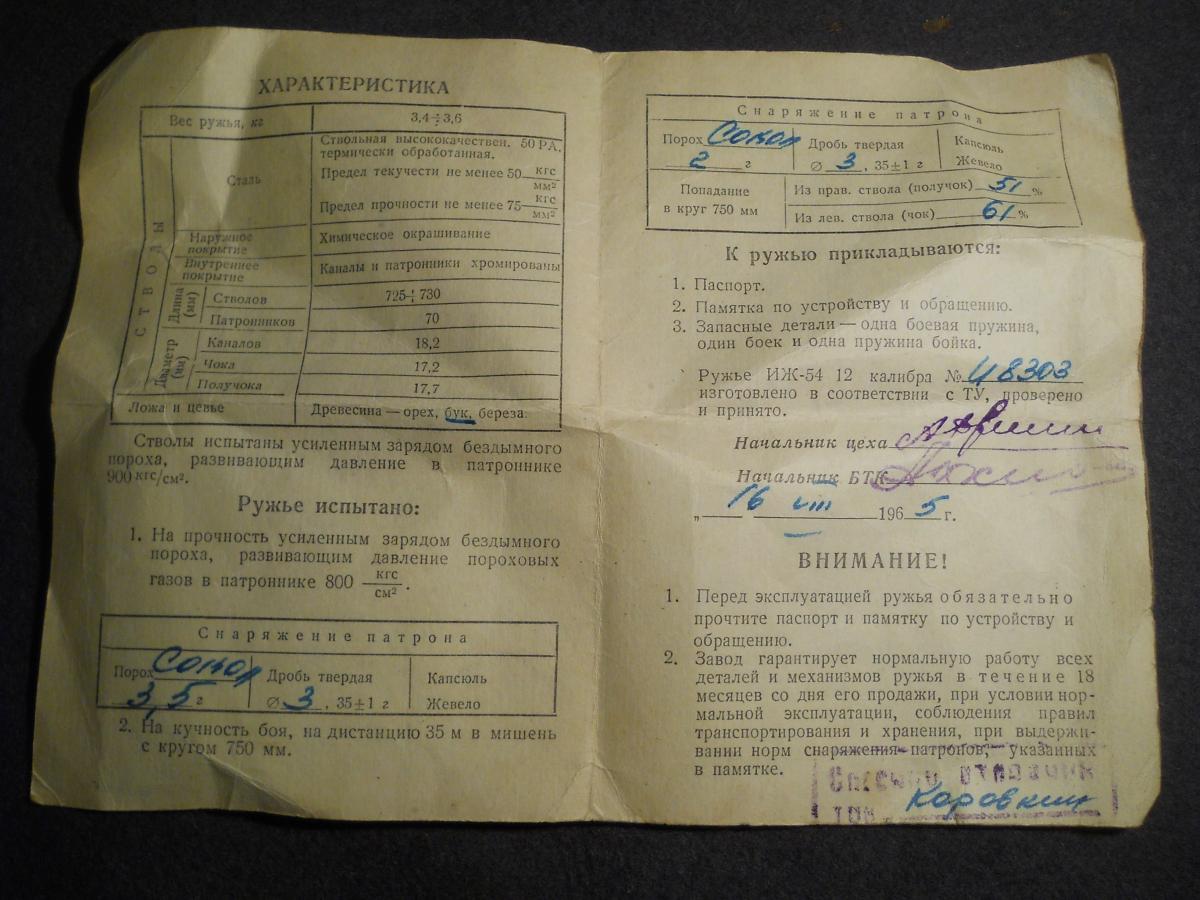 ХАРАКТЕРИСТИКА
Вес ружья, кг 3,4÷3,6
СТВОЛЫ
Сталь
Ствольная высококачествен. 50 РА, термически обработанная.
Предел текучести не менее 50 кгс/мм²
Предел прочности не менее 75 кгс/мм²
Наружное покрытие Химическое окрашивание
Внутреннее покрытие Каналы и патронники хромированы
Длина (мм)
Стволов 725÷730
Патронников 70
Диаметр (мм)
Каналов 18,2
Чока 17,2
Получока 17,7
Ложа и цевье Древесина — орех, бук, береза.
Стволы испытаны усиленным зарядом бездымного
пороха, развивающим давление в патроннике
900 кгс/см².
Ружье испытано:
1. На прочность усиленным зарядом бездымного
пороха, развивающим давление пороховых
газов в патроннике 800 кгс/см².
Снаряжение патрона
Порох Сокол Дробь твердая Капсюль
3,5 г ∅ 3, 35±1 г Жевело
2. На кучность боя, на дистанцию 35 м в мишень
с кругом 750 мм.
Снаряжение патрона
Порох Сокол Дробь твердая Капсюль
2 г ∅ 3, 35±1 г Жевело
Попадание в круг 750 мм
Из прав. ствола (получок) 51 %
Из лев. ствола (чок) 61 %
К ружью прикладываются:
1. Паспорт.
2. Памятка по устройству и обращению.
3. Запасные детали — одна боевая пружина,
один боек и одна пружина бойка.
Ружье ИЖ-54 12 калибра № И8303
изготовлено в соответствии с ТУ, проверено
и принято.
Начальник цеха
Начальник БТК
„16 VIII 1965 г.
ВНИМАНИЕ!
1. Перед эксплуатацией ружья обязательно
прочтите паспорт и памятку по устройству и
обращению.
2. Завод гарантирует нормальную работу всех
деталей и механизмов ружья в течение 18
месяцев со дня его продажи, при условии нор-
мальной эксплуатации, соблюдения правил
транспортирования и хранения, при выдержи-
вании норм снаряжения патронов, указанных
в памятке.
Коровкин